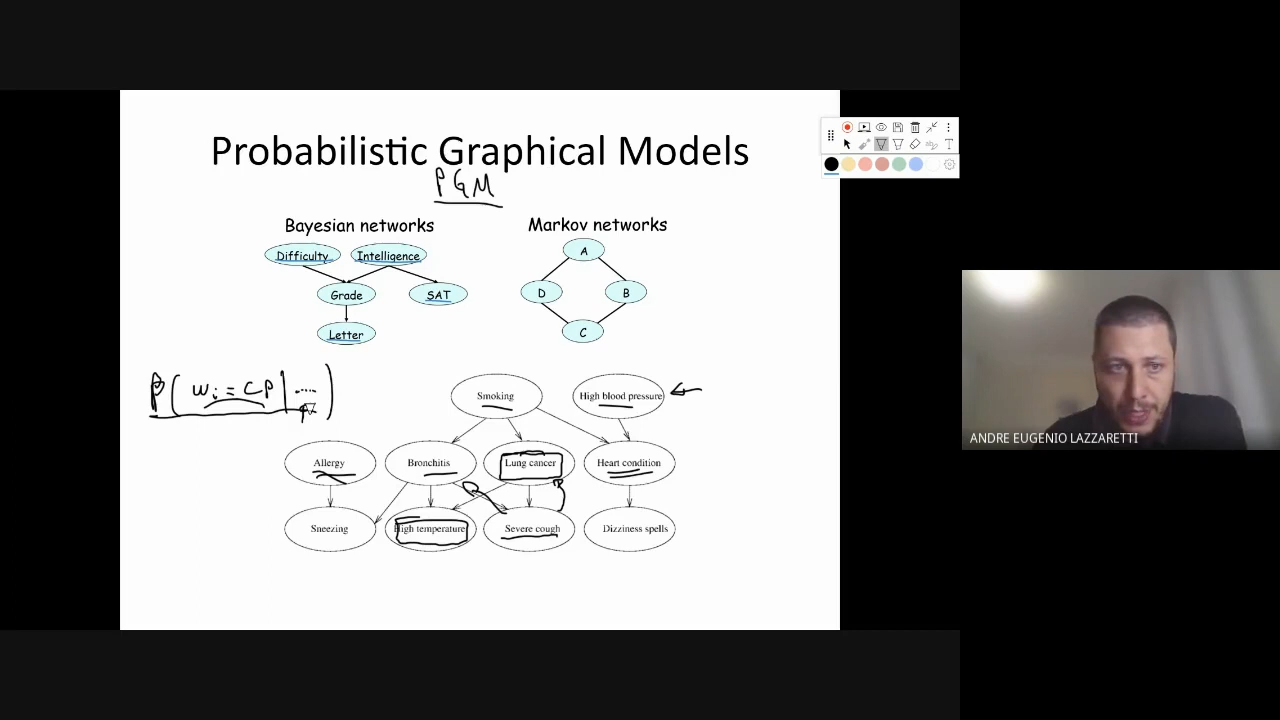 Probabilistic Graphical Models
PGM
Bayesian networks
Markov networks
Difficulty
Intelligence
A
Grade
SAT
D
B
Letter
C
P( wi = CP | .... )
Smoking
High blood pressure
Allergy
Bronchitis
Lung cancer
Heart condition
Sneezing
High temperature
Severe cough
Dizziness spells
ANDRE EUGENIO LAZZARETTI